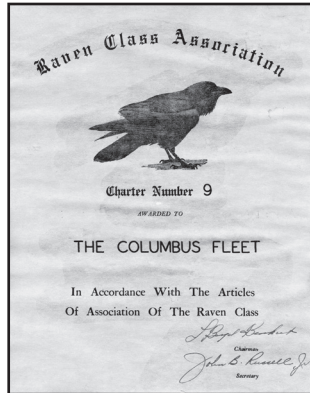 Raven Class Association
Charter Number 9
AWARDED TO
THE COLUMBUS FLEET
In Accordance With The Articles
Of Association Of The Raven Class
Chairman
John B. Russell, Jr.
Secretary